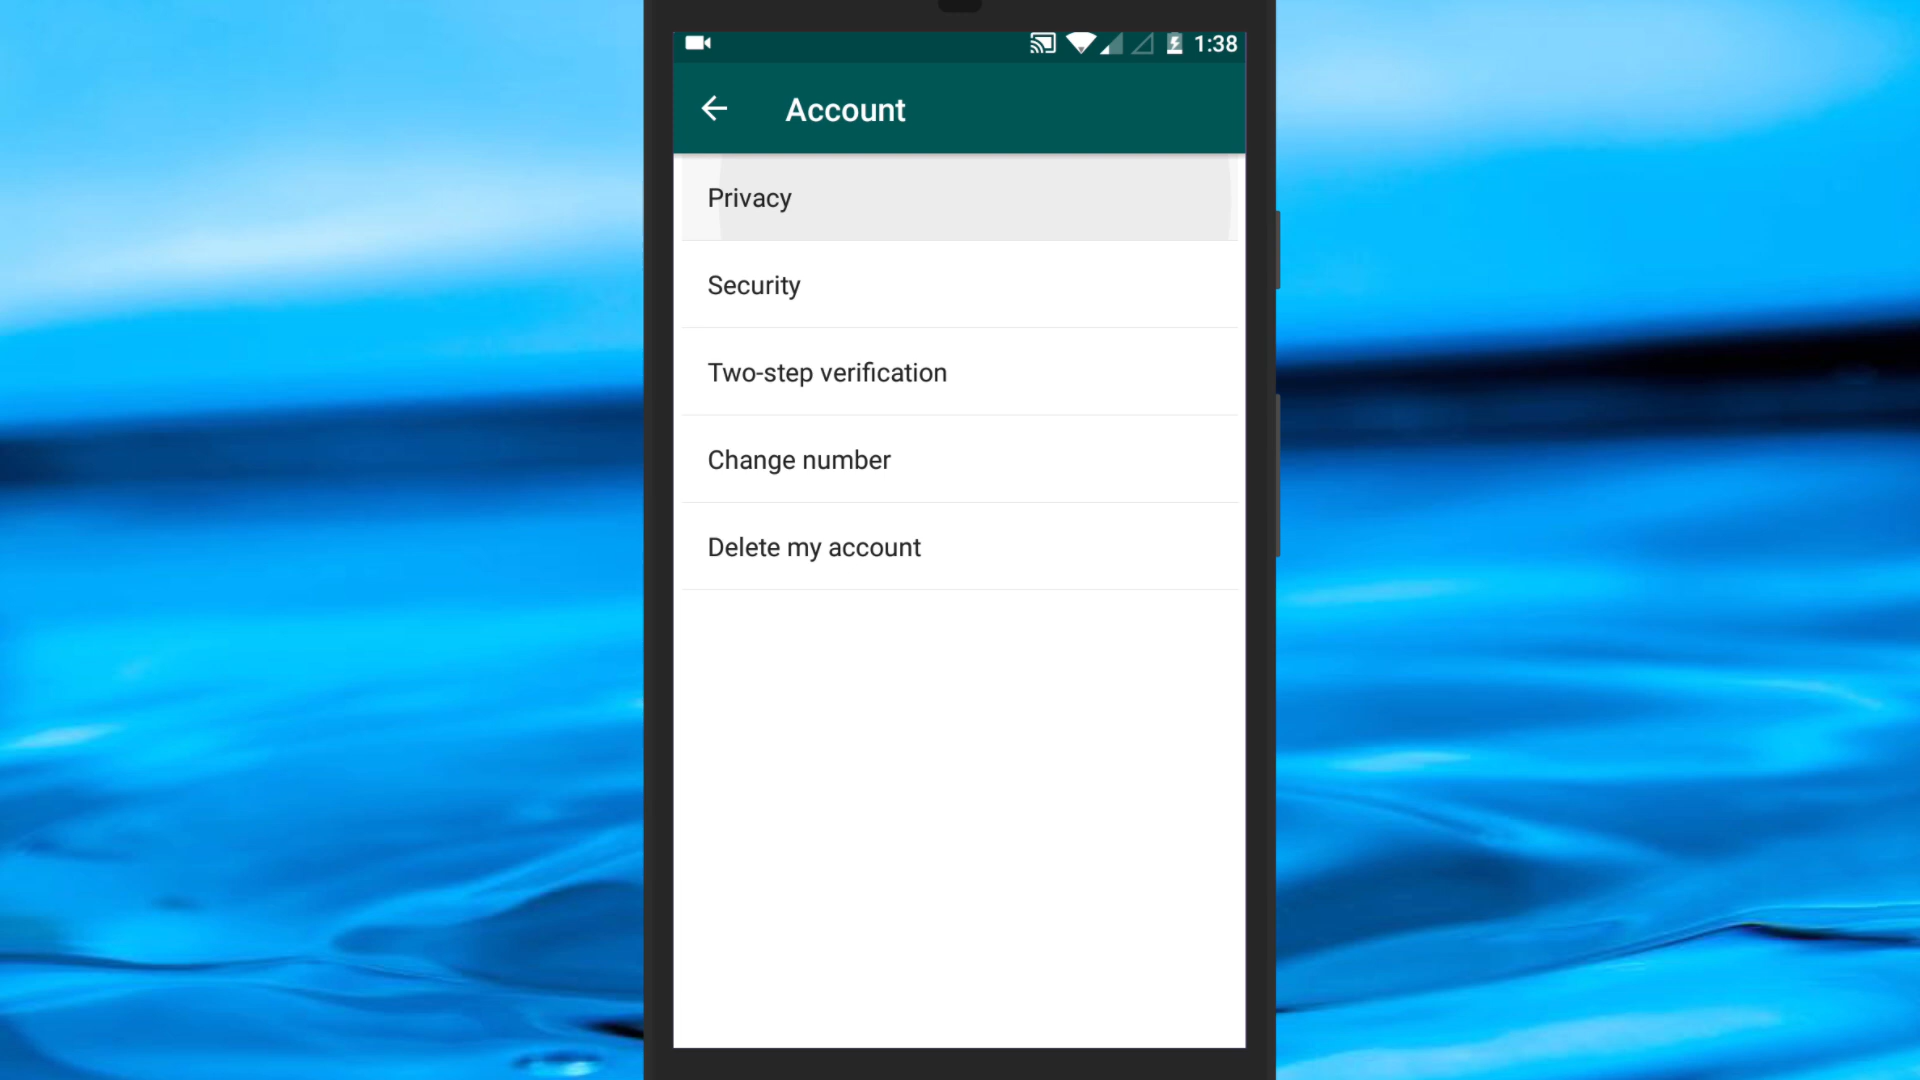 1:38
Account
Privacy
Security
Two-step verification
Change number
Delete my account